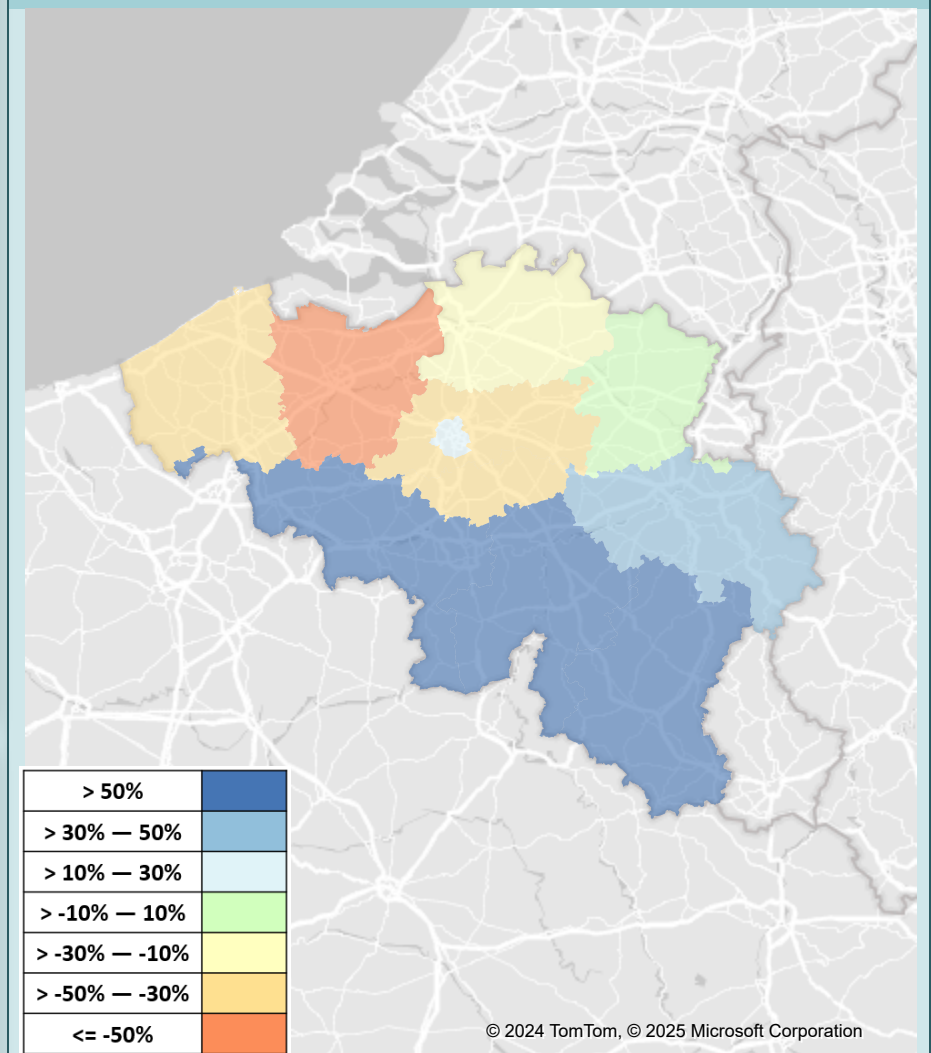 > 50%
> 30% — 50%
> 10% — 30%
> -10% — 10%
> -30% — -10%
> -50% — -30%
<= -50%
© 2024 TomTom, © 2025 Microsoft Corporation